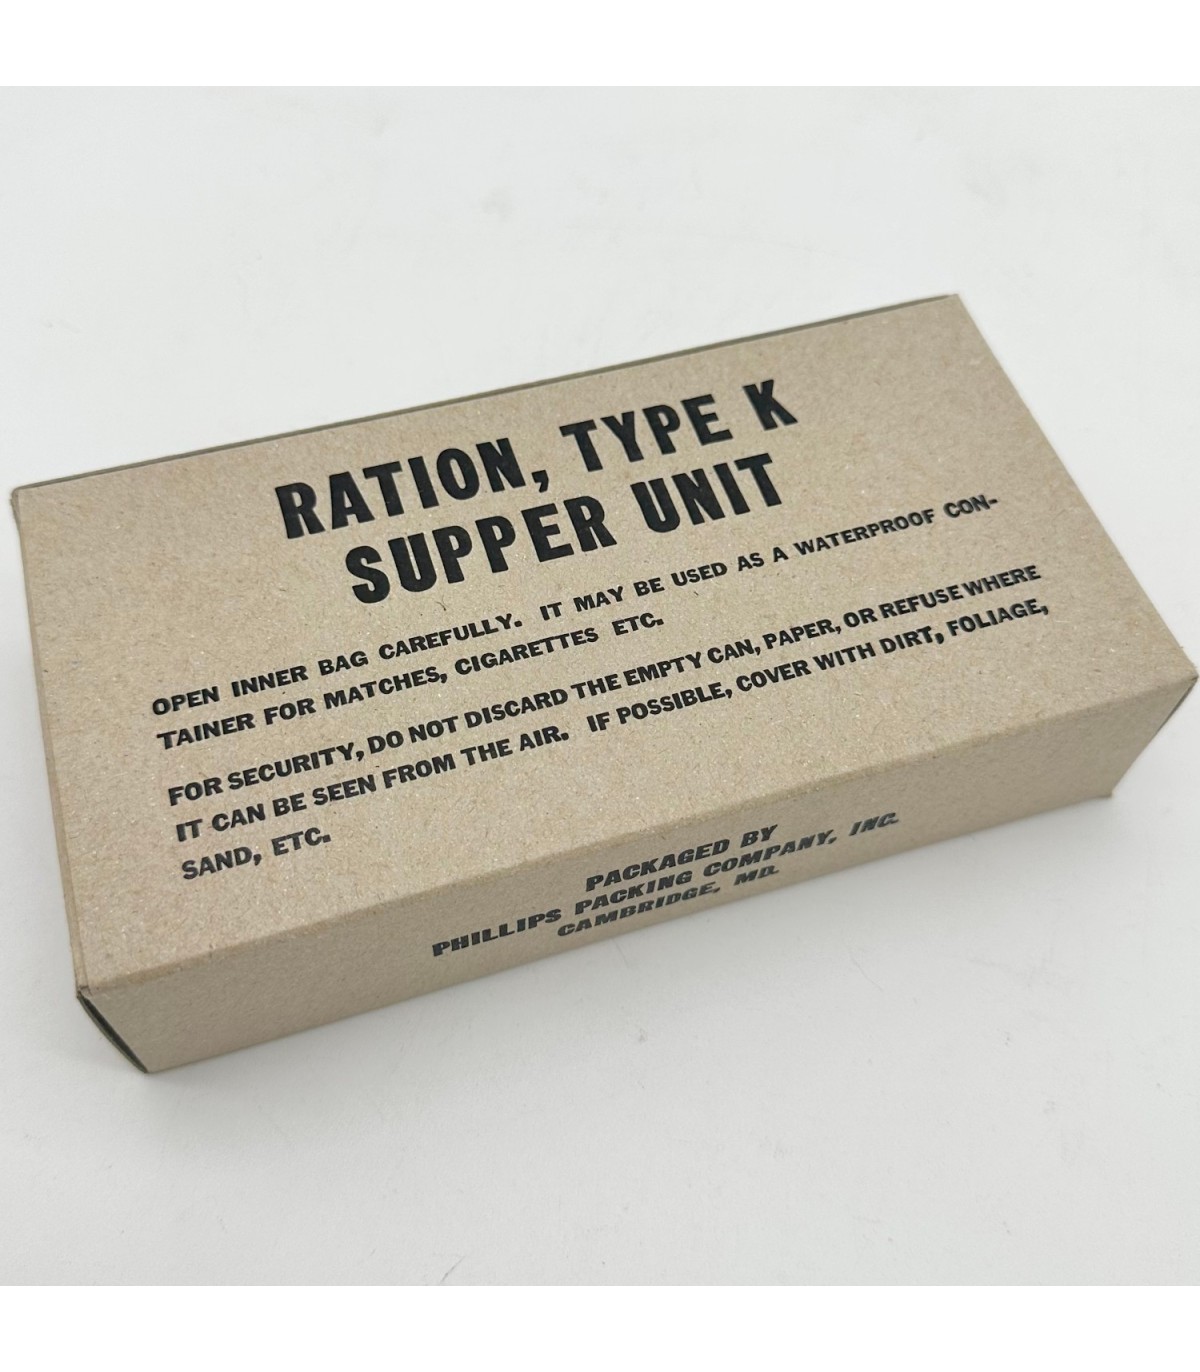 RATION, TYPE K
SUPPER UNIT
OPEN INNER BAG CAREFULLY. IT MAY BE USED AS A WATERPROOF CON-
TAINER FOR MATCHES, CIGARETTES ETC.
FOR SECURITY, DO NOT DISCARD THE EMPTY CAN, PAPER, OR REFUSE WHERE
IT CAN BE SEEN FROM THE AIR. IF POSSIBLE, COVER WITH DIRT, FOLIAGE,
SAND, ETC.
PACKAGED BY
PHILLIPS PACKING COMPANY, INC.
CAMBRIDGE, MD.